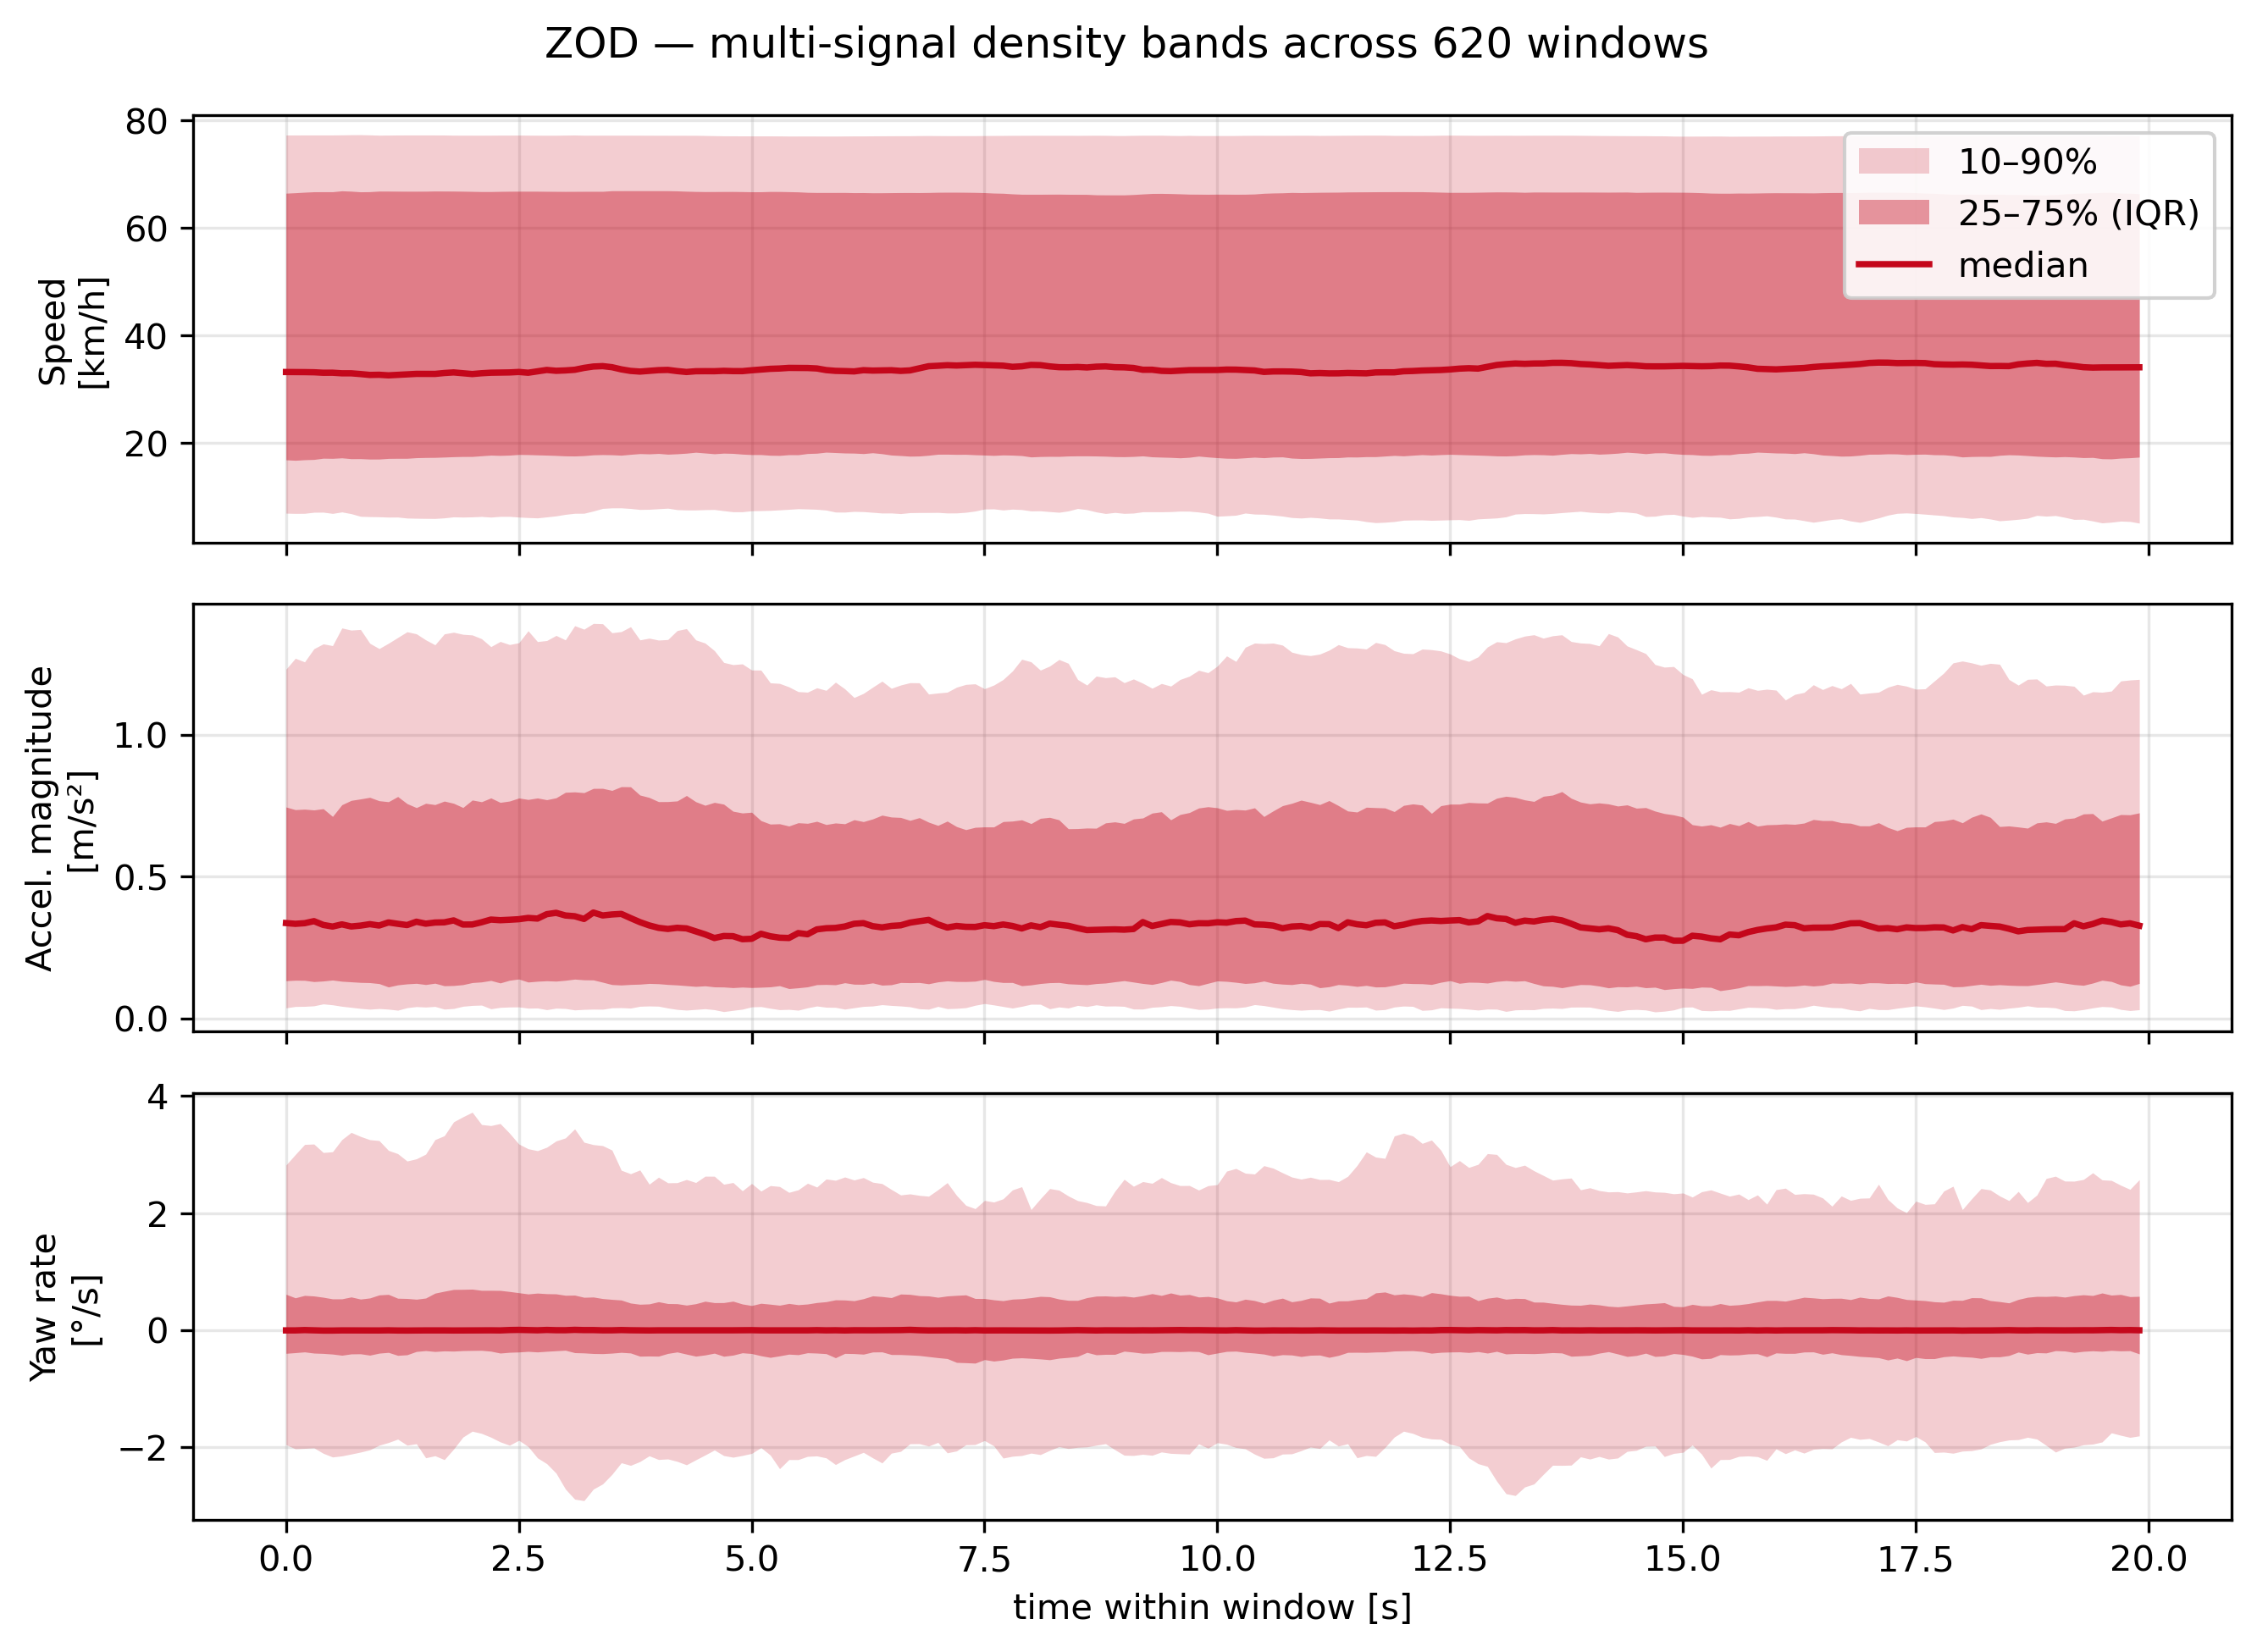 ZOD — multi-signal density bands across 620 windows
80
60
40
20
Speed
[km/h]
10–90%
25–75% (IQR)
median
1.0
0.5
0.0
Accel. magnitude
[m/s²]
4
2
0
−2
Yaw rate
[°/s]
0.0 2.5 5.0 7.5 10.0 12.5 15.0 17.5 20.0
time within window [s]